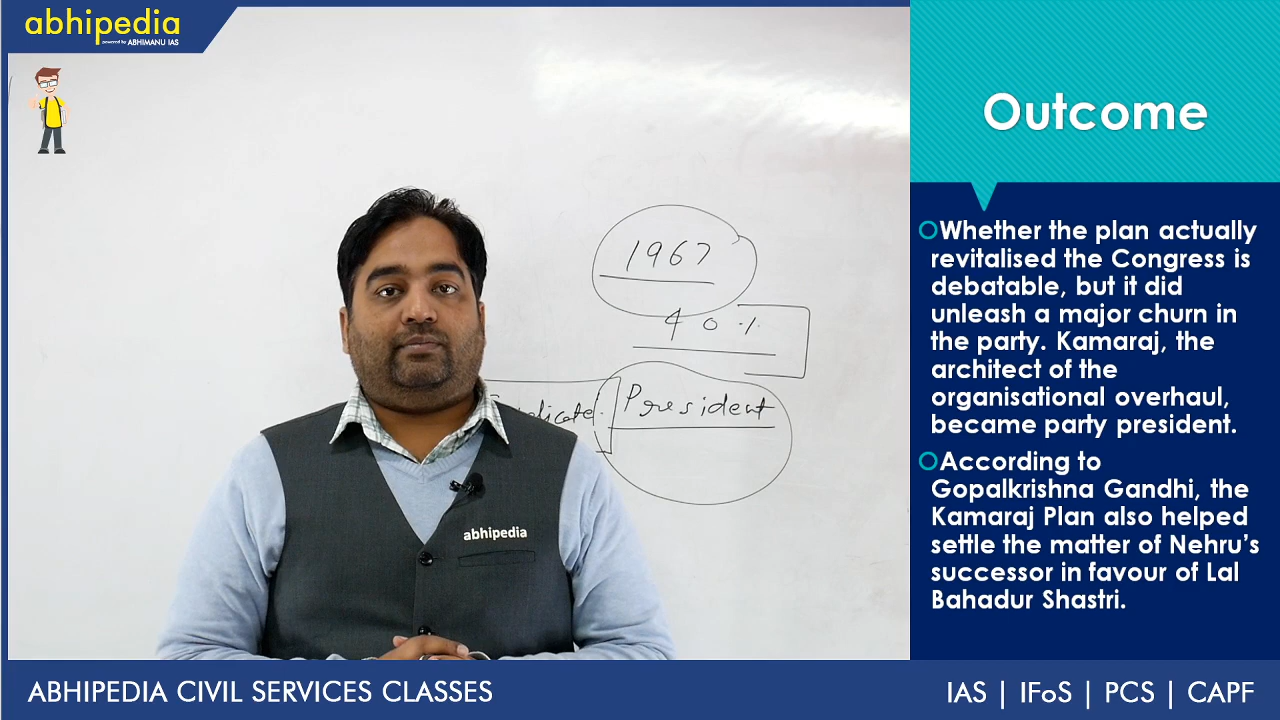 abhipedia
powered by ABHIMANU IAS
1967
40%
President
abhipedia
Outcome
Whether the plan actually
revitalised the Congress is
debatable, but it did
unleash a major churn in
the party. Kamaraj, the
architect of the
organisational overhaul,
became party president.
According to
Gopalkrishna Gandhi, the
Kamaraj Plan also helped
settle the matter of Nehru’s
successor in favour of Lal
Bahadur Shastri.
ABHIPEDIA CIVIL SERVICES CLASSES
IAS | IFoS | PCS | CAPF